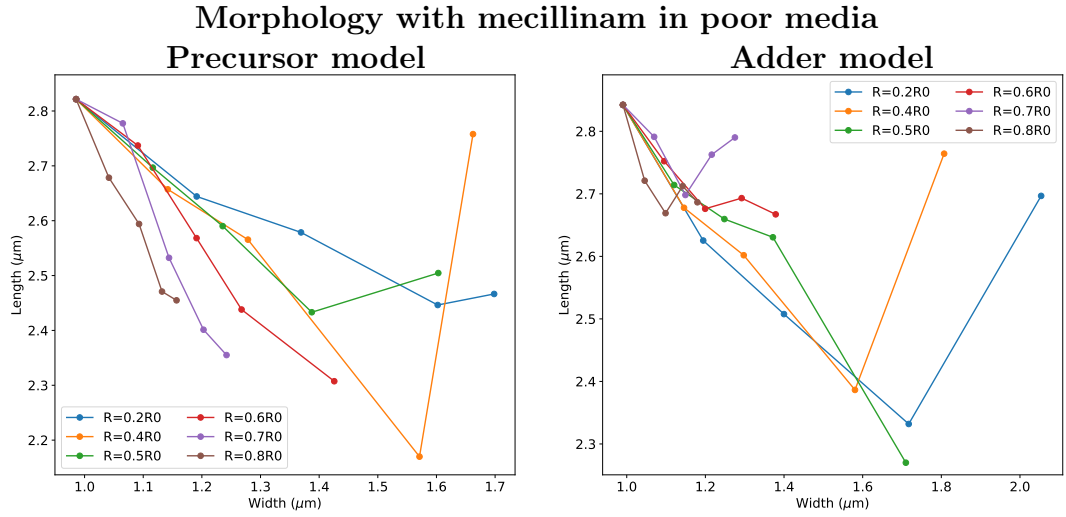 Morphology with mecillinam in poor media
Precursor model
Adder model
2.8
2.7
2.6
2.5
2.4
2.3
2.2
Length (μm)
R=0.2R0
R=0.4R0
R=0.5R0
R=0.6R0
R=0.7R0
R=0.8R0
1.0
1.1
1.2
1.3
1.4
1.5
1.6
1.7
Width (μm)
2.8
2.7
2.6
2.5
2.4
2.3
Length (μm)
R=0.2R0
R=0.4R0
R=0.5R0
R=0.6R0
R=0.7R0
R=0.8R0
1.0
1.2
1.4
1.6
1.8
2.0
Width (μm)